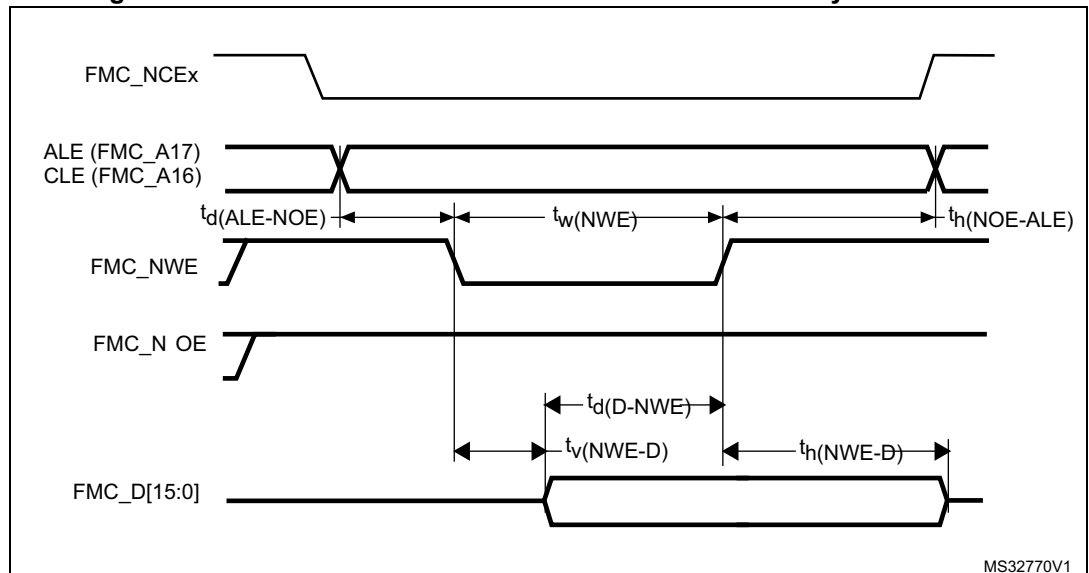 FMC_NCEx
ALE (FMC_A17)
CLE (FMC_A16)
td(ALE-NOE)
tw(NWE)
th(NOE-ALE)
FMC_NWE
FMC_N OE
td(D-NWE)
tv(NWE-D)
th(NWE-D)
FMC_D[15:0]
MS32770V1